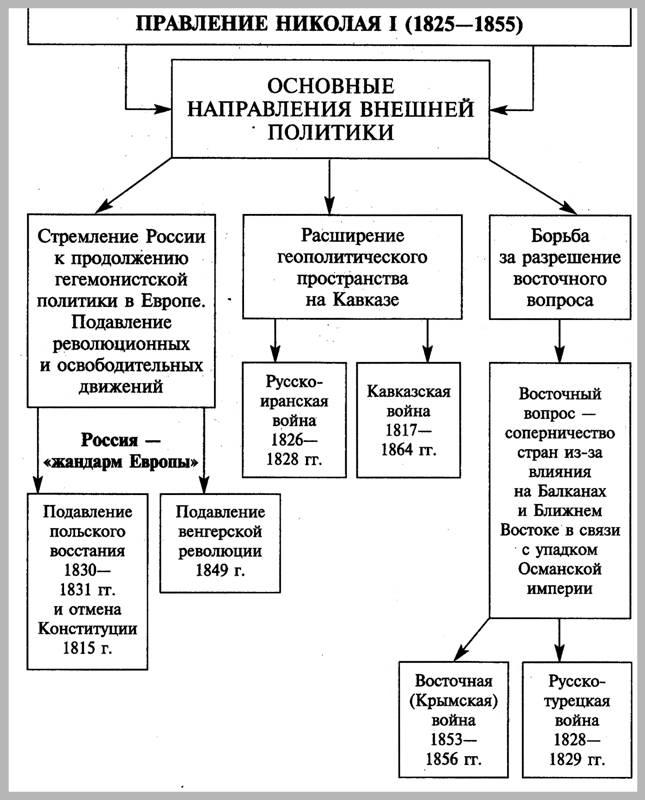 ПРАВЛЕНИЕ НИКОЛАЯ I (1825—1855)
ОСНОВНЫЕ
НАПРАВЛЕНИЯ ВНЕШНЕЙ
ПОЛИТИКИ
Стремление России
к продолжению
гегемонистской
политики в Европе.
Подавление
революционных
и освободительных
движений
Расширение
геополитического
пространства
на Кавказе
Борьба
за разрешение
восточного
вопроса
Россия —
«жандарм Европы»
Русско-
иранская
война
1826—
1828 гг.
Кавказская
война
1817—
1864 гг.
Восточный
вопрос —
соперничество
стран из-за
влияния
на Балканах
и Ближнем
Востоке в связи
с упадком
Османской
империи
Подавление
польского
восстания
1830—
1831 гг.
и отмена
Конституции
1815 г.
Подавление
венгерской
революции
1849 г.
Восточная
(Крымская)
война
1853—
1856 гг.
Русско-
турецкая
война
1828—
1829 гг.